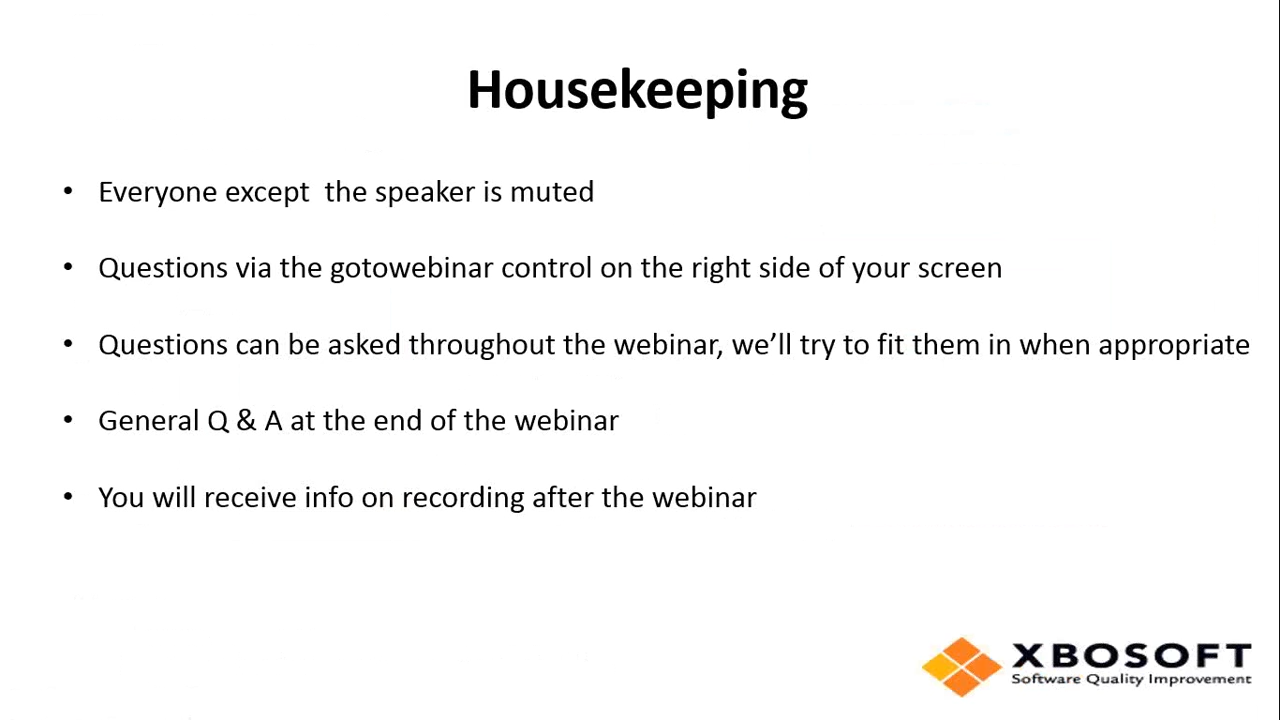 Housekeeping
• Everyone except  the speaker is muted
• Questions via the gotowebinar control on the right side of your screen
• Questions can be asked throughout the webinar, we’ll try to fit them in when appropriate
• General Q & A at the end of the webinar
• You will receive info on recording after the webinar
XBOSOFT
Software Quality Improvement